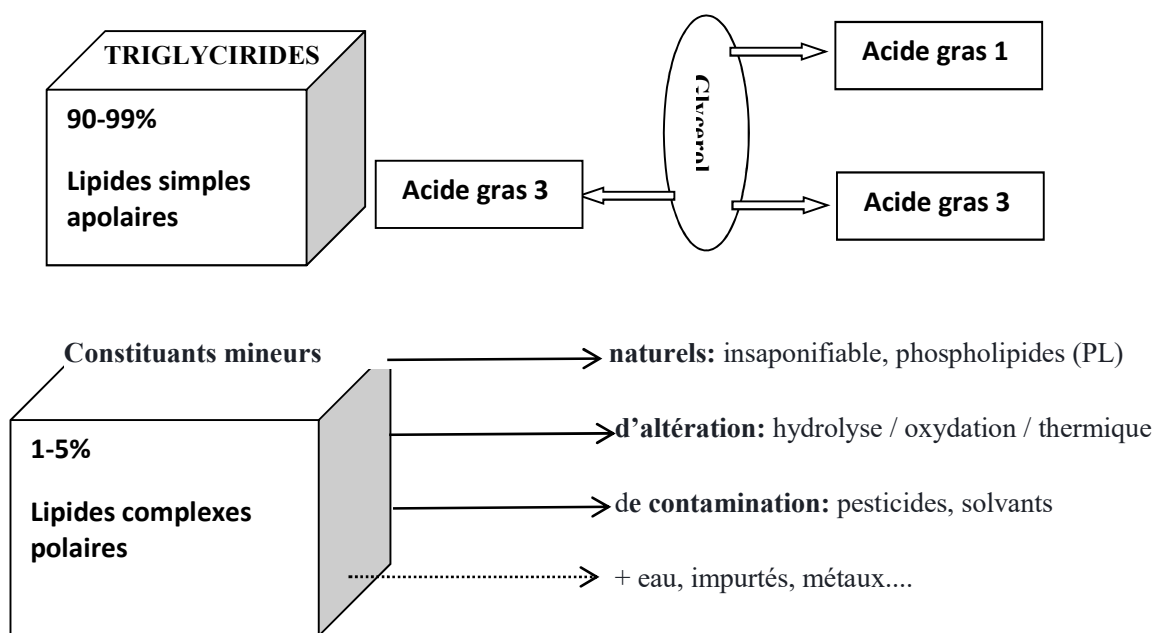 TRIGLYCIRIDES
90-99%
Lipides simples
apolaires
Glycerol
Acide gras 1
Acide gras 3
Acide gras 3
Constituants mineurs
1-5%
Lipides complexes
polaires
naturels: insaponifiable, phospholipides (PL)
d’altération: hydrolyse / oxydation / thermique
de contamination: pesticides, solvants
+ eau, impurtés, métaux....